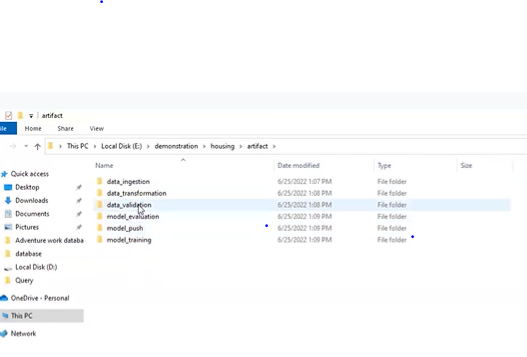 artifact
File Home Share View
This PC > Local Disk (E:) > demonstration > housing > artifact >
Name Date modified Type Size
data_ingestion 6/25/2022 1:07 PM File folder
data_transformation 6/25/2022 1:08 PM File folder
data_validation 6/25/2022 1:08 PM File folder
model_evaluation 6/25/2022 1:09 PM File folder
model_push 6/25/2022 1:09 PM File folder
model_training 6/25/2022 1:09 PM File folder
Quick access
Desktop
Downloads
Documents
Pictures
Adventure work databa
database
Local Disk (D:)
Query
OneDrive - Personal
This PC
Network